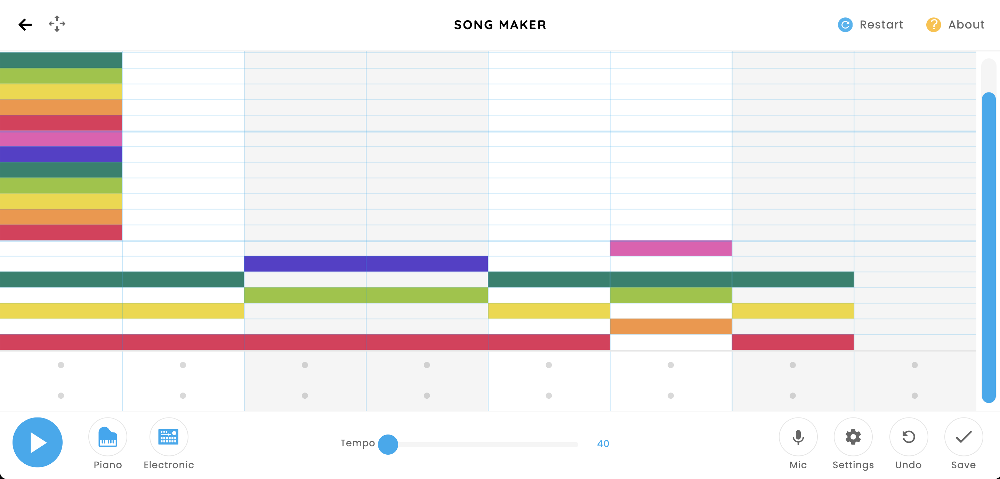 SONG MAKER
Restart
? About
Tempo
40
Piano
Electronic
Mic
Settings
Undo
Save